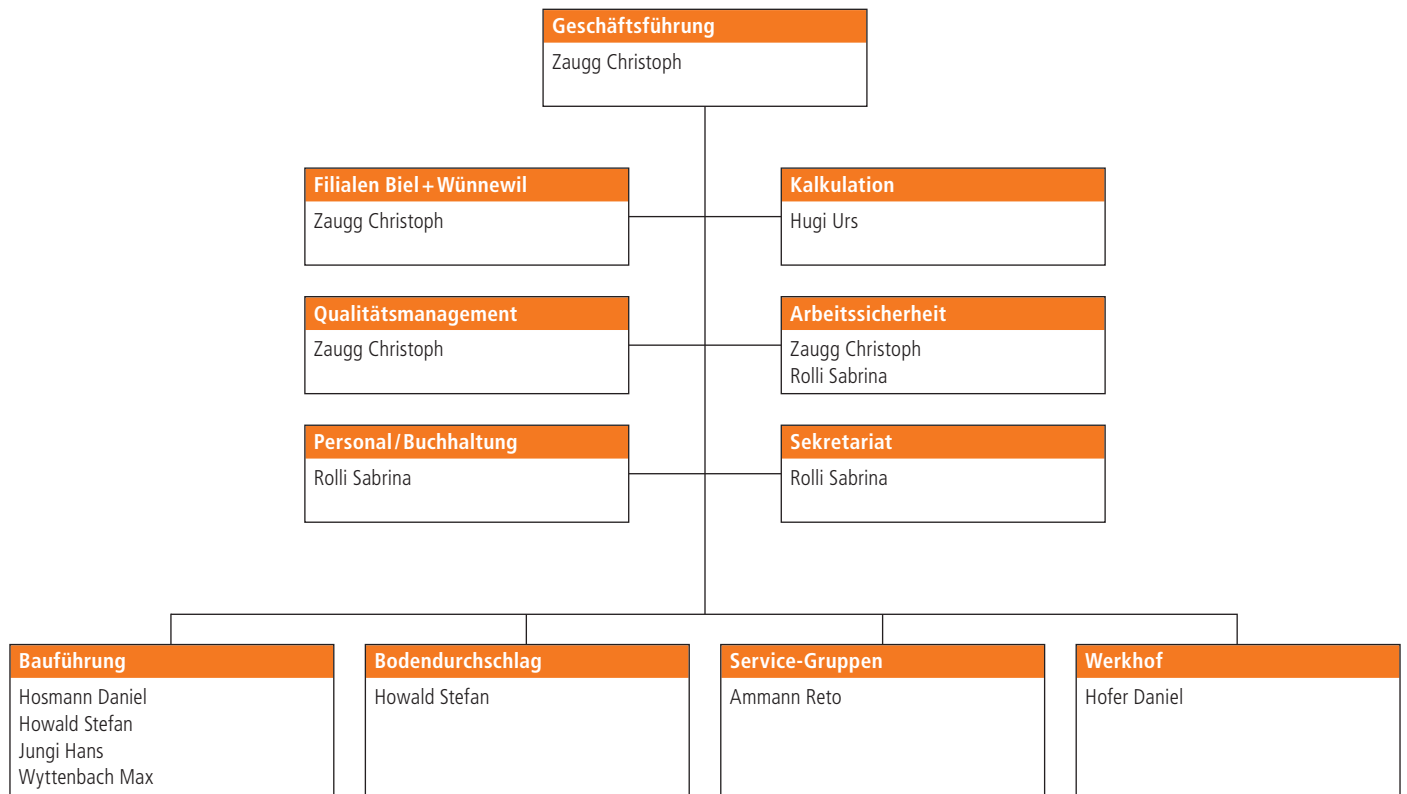 Geschäftsführung
Zaugg Christoph
Filialen Biel + Wünnewil
Zaugg Christoph
Kalkulation
Hugi Urs
Qualitätsmanagement
Zaugg Christoph
Arbeitssicherheit
Zaugg Christoph
Rolli Sabrina
Personal / Buchhaltung
Rolli Sabrina
Sekretariat
Rolli Sabrina
Bauführung
Hosmann Daniel
Howald Stefan
Jungi Hans
Wyttenbach Max
Bodendurchschlag
Howald Stefan
Service-Gruppen
Ammann Reto
Werkhof
Hofer Daniel